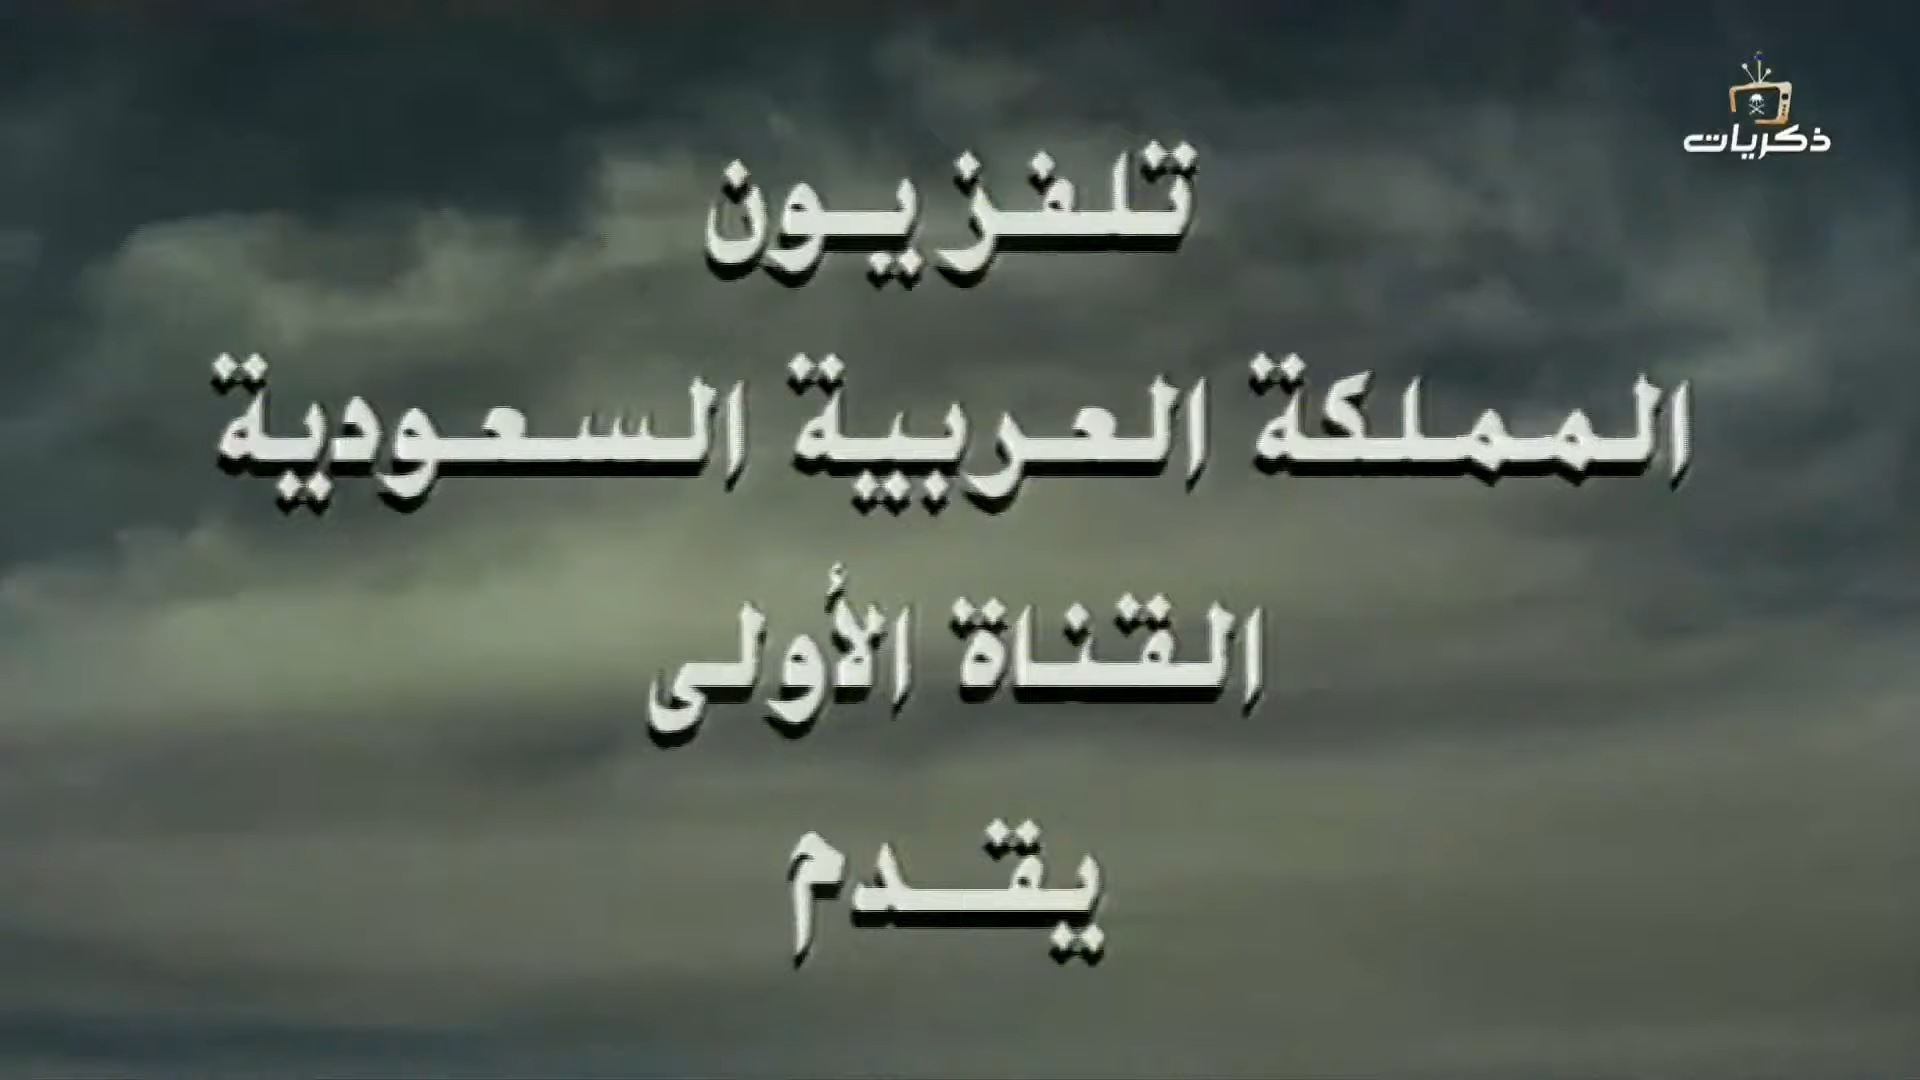 ذكريات
تلفزيون
المملكة العربية السعودية
القناة الأولى
يقدم